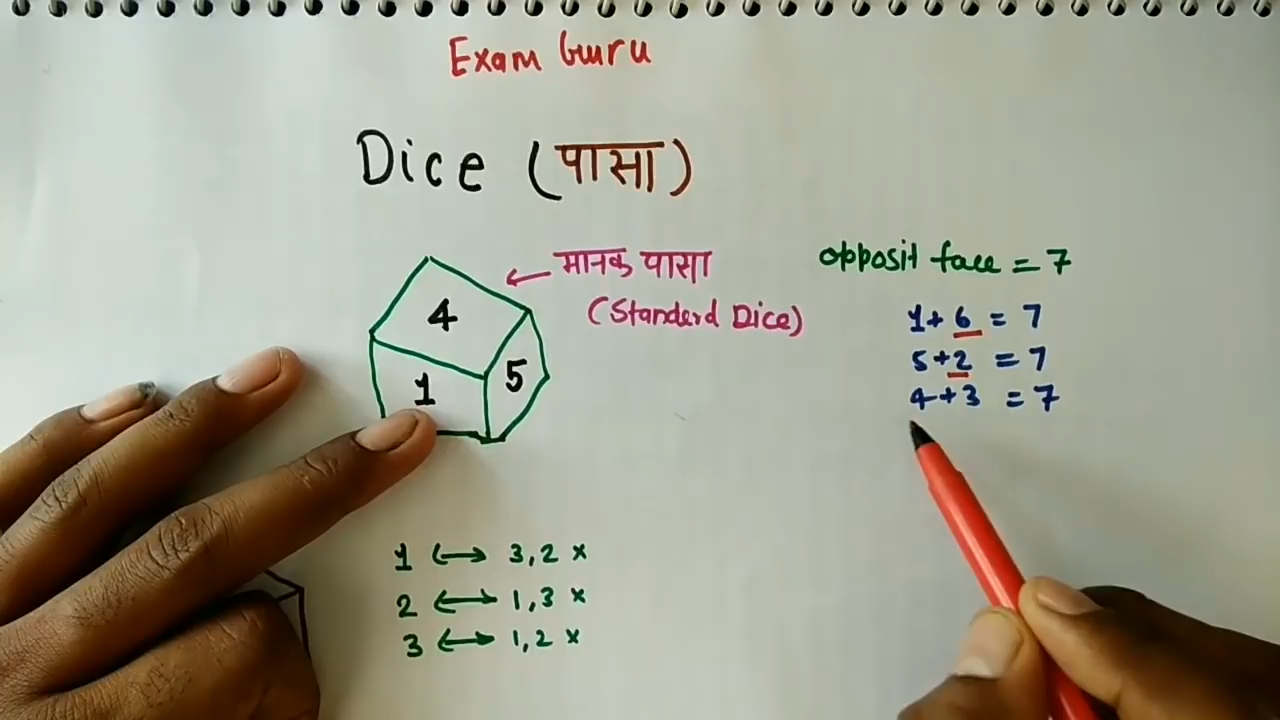 Exam Guru
Dice (पासा)
मानक पासा
(Standerd Dice)
4
1
5
opposit face = 7
1 + 6 = 7
5 + 2 = 7
4 + 3 = 7
1 ↔ 3, 2 ×
2 ↔ 1, 3 ×
3 ↔ 1, 2 ×